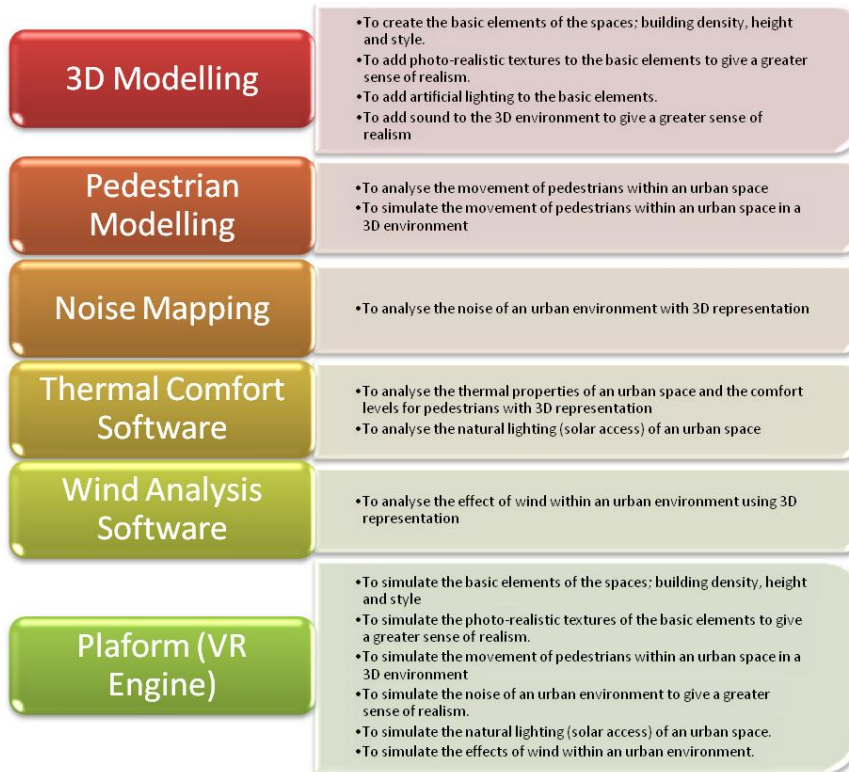 3D Modelling
•To create the basic elements of the spaces; building density, height
and style.
•To add photo-realistic textures to the basic elements to give a greater
sense of realism.
•To add artificial lighting to the basic elements.
•To add sound to the 3D environment to give a greater sense of
realism
Pedestrian
Modelling
•To analyse the movement of pedestrians within an urban space
•To simulate the movement of pedestrians within an urban space in a
3D environment
Noise Mapping
•To analyse the noise of an urban environment with 3D representation
Thermal Comfort
Software
•To analyse the thermal properties of an urban space and the comfort
levels for pedestrians with 3D representation
•To analyse the natural lighting (solar access) of an urban space
Wind Analysis
Software
•To analyse the effect of wind within an urban environment using 3D
representation
Plaform (VR
Engine)
•To simulate the basic elements of the spaces; building density, height
and style
•To simulate the photo-realistic textures of the basic elements to give
a greater sense of realism.
•To simulate the movement of pedestrians within an urban space in a
3D environment
•To simulate the noise of an urban environment to give a greater
sense of realism.
•To simulate the natural lighting (solar access) of an urban space.
•To simulate the effects of wind within an urban environment.